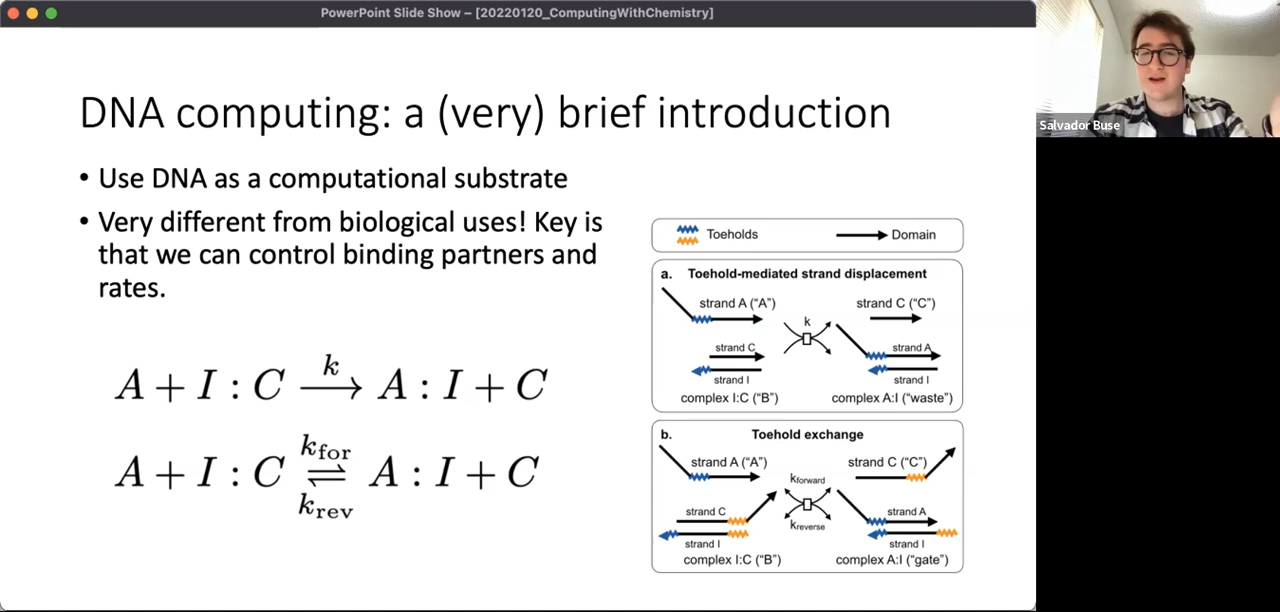 PowerPoint Slide Show – [20220120_ComputingWithChemistry]
DNA computing: a (very) brief introduction
• Use DNA as a computational substrate
• Very different from biological uses! Key is
that we can control binding partners and
rates.
A + I : C —k→ A : I + C
A + I : C ⇌ A : I + C
k_for
k_rev
Toeholds
Domain
a. Toehold-mediated strand displacement
strand A ("A")
strand C ("C")
k
strand C
strand A
strand I
strand I
complex I:C ("B")
complex A:I ("waste")
b. Toehold exchange
strand A ("A")
strand C ("C")
kforward
strand C
strand A
kreverse
strand I
strand I
complex I:C ("B")
complex A:I ("gate")
Salvador Buse